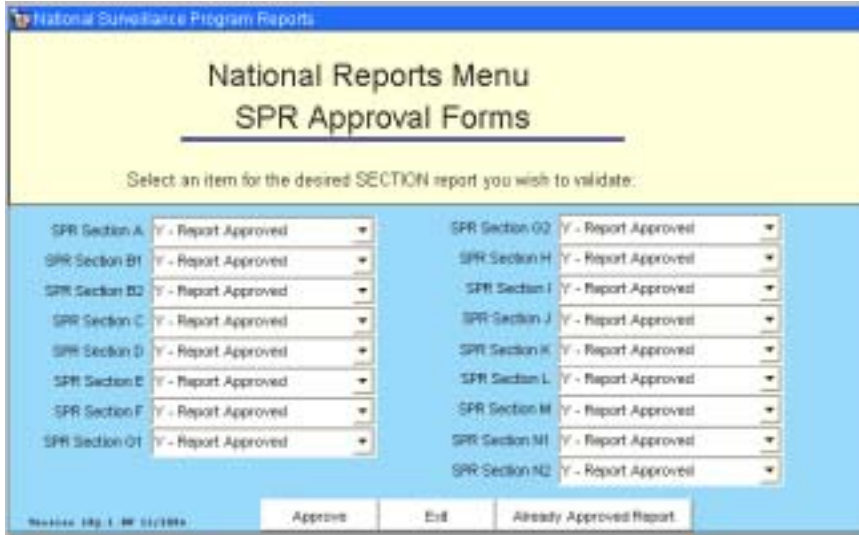 National Surveillance Program Reports
National Reports Menu
SPR Approval Forms
Select an item for the desired SECTION report you wish to validate:
SPR Section A Y - Report Approved
SPR Section B1 Y - Report Approved
SPR Section B2 Y - Report Approved
SPR Section C Y - Report Approved
SPR Section D Y - Report Approved
SPR Section E Y - Report Approved
SPR Section F Y - Report Approved
SPR Section G1 Y - Report Approved
SPR Section G2 Y - Report Approved
SPR Section H Y - Report Approved
SPR Section I Y - Report Approved
SPR Section J Y - Report Approved
SPR Section K Y - Report Approved
SPR Section L Y - Report Approved
SPR Section M Y - Report Approved
SPR Section N1 Y - Report Approved
SPR Section N2 Y - Report Approved
Version
Approve Exit Already Approved Report